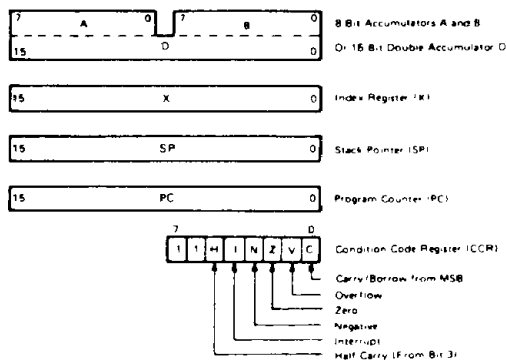 7 A 0 7 B 0 8 Bit Accumulators A and B
15 D 0 Or 16 Bit Double Accumulator D
15 X 0 Index Register (X)
15 SP 0 Stack Pointer (SP)
15 PC 0 Program Counter (PC)
7 0
1 1 H I N Z V C Condition Code Register (CCR)
Carry/Borrow from MSB
Overflow
Zero
Negative
Interrupt
Half Carry (From Bit 3)